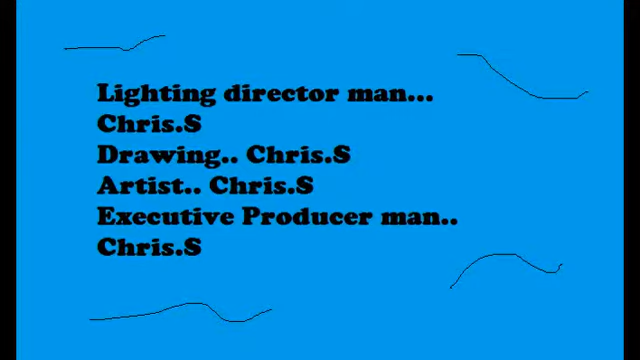 Lighting director man...
Chris.S
Drawing.. Chris.S
Artist.. Chris.S
Executive Producer man..
Chris.S